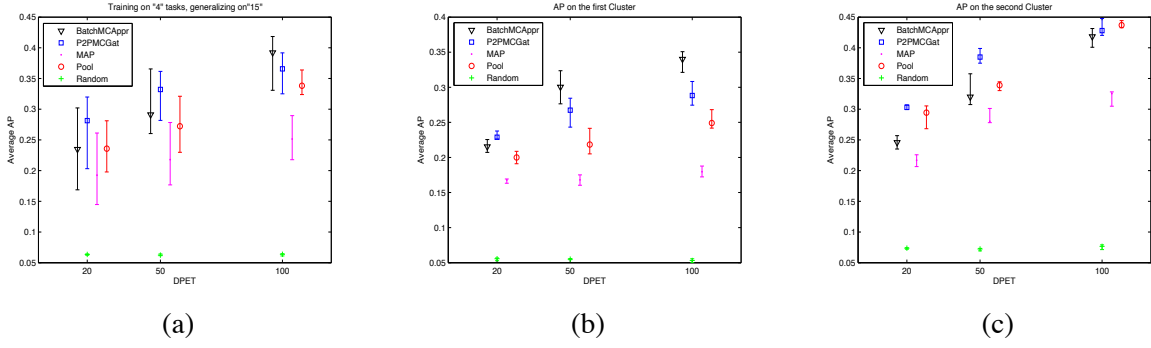 Training on "4" tasks, generalizing on"15"
0.45
0.4
0.35
0.3
0.25
0.2
0.15
0.1
0.05
Average AP
BatchMCAppr
P2PMCGat
MAP
Pool
Random
20
50
100
DPET
(a)
AP on the first Cluster
0.4
0.35
0.3
0.25
0.2
0.15
0.1
0.05
Average AP
BatchMCAppr
P2PMCGat
MAP
Pool
Random
20
50
100
DPET
(b)
AP on the second Cluster
0.45
0.4
0.35
0.3
0.25
0.2
0.15
0.1
0.05
Average AP
BatchMCAppr
P2PMCGat
MAP
Pool
Random
20
50
100
DPET
(c)